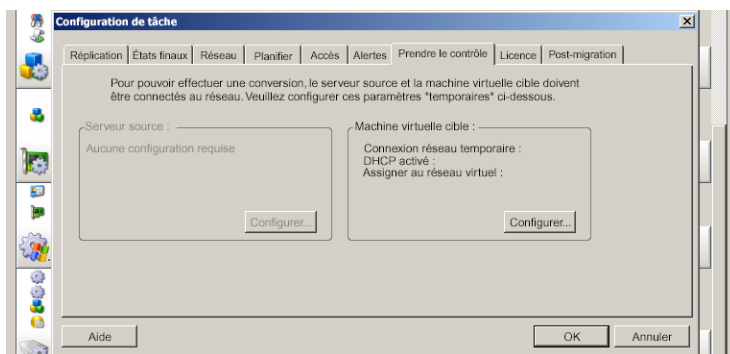 Configuration de tâche
Réplication États finaux Réseau Planifier Accès Alertes Prendre le contrôle Licence Post-migration
Pour pouvoir effectuer une conversion, le serveur source et la machine virtuelle cible doivent
être connectés au réseau. Veuillez configurer ces paramètres "temporaires" ci-dessous.
Serveur source :
Aucune configuration requise
Configurer...
Machine virtuelle cible :
Connexion réseau temporaire :
DHCP activé :
Assigner au réseau virtuel :
Configurer...
Aide
OK
Annuler